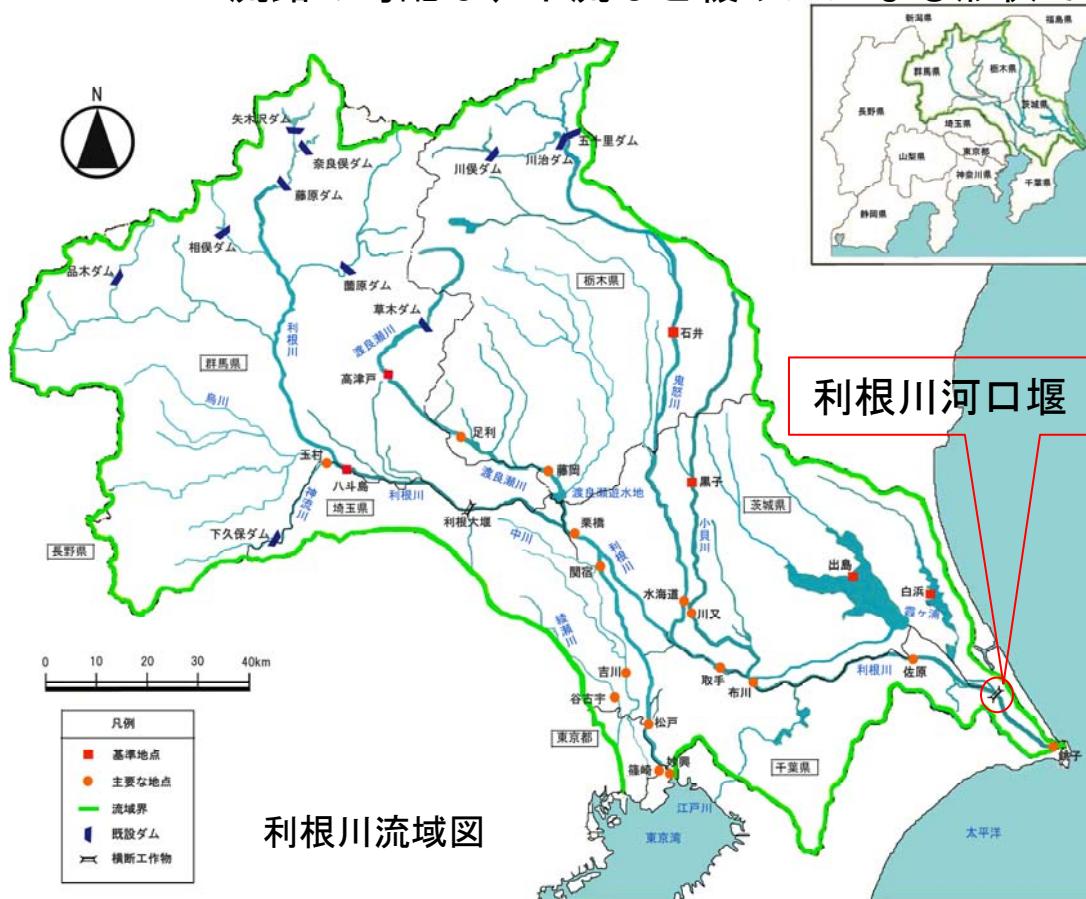 新潟県
福島県
群馬県
栃木県
長野県
茨城県
埼玉県
山梨県
東京都
神奈川県
千葉県
静岡県
N
矢木沢ダム
奈良俣ダム
藤原ダム
相俣ダム
品木ダム
薗原ダム
草木ダム
川俣ダム
川治ダム
五十里ダム
栃木県
石井
渡良瀬川
利根川
群馬県
高津戸
鬼怒川
利根川河口堰
烏川
足利
玉村
八斗島
渡良瀬川
藤岡
黒子
茨城県
神流川
埼玉県
利根川
利根大堰
渡良瀬遊水地
下久保ダム
長野県
中川
栗橋
利根川
小貝川
関宿
出島
白浜
霞ヶ浦
水海道
川又
綾瀬川
吉川
谷古宇
取手
布川
利根川
佐原
松戸
東京都
篠崎
妙典
千葉県
銚子
江戸川
東京湾
太平洋
0 10 20 30 40km
凡例
基準地点
主要な地点
流域界
既設ダム
横断工作物
利根川流域図